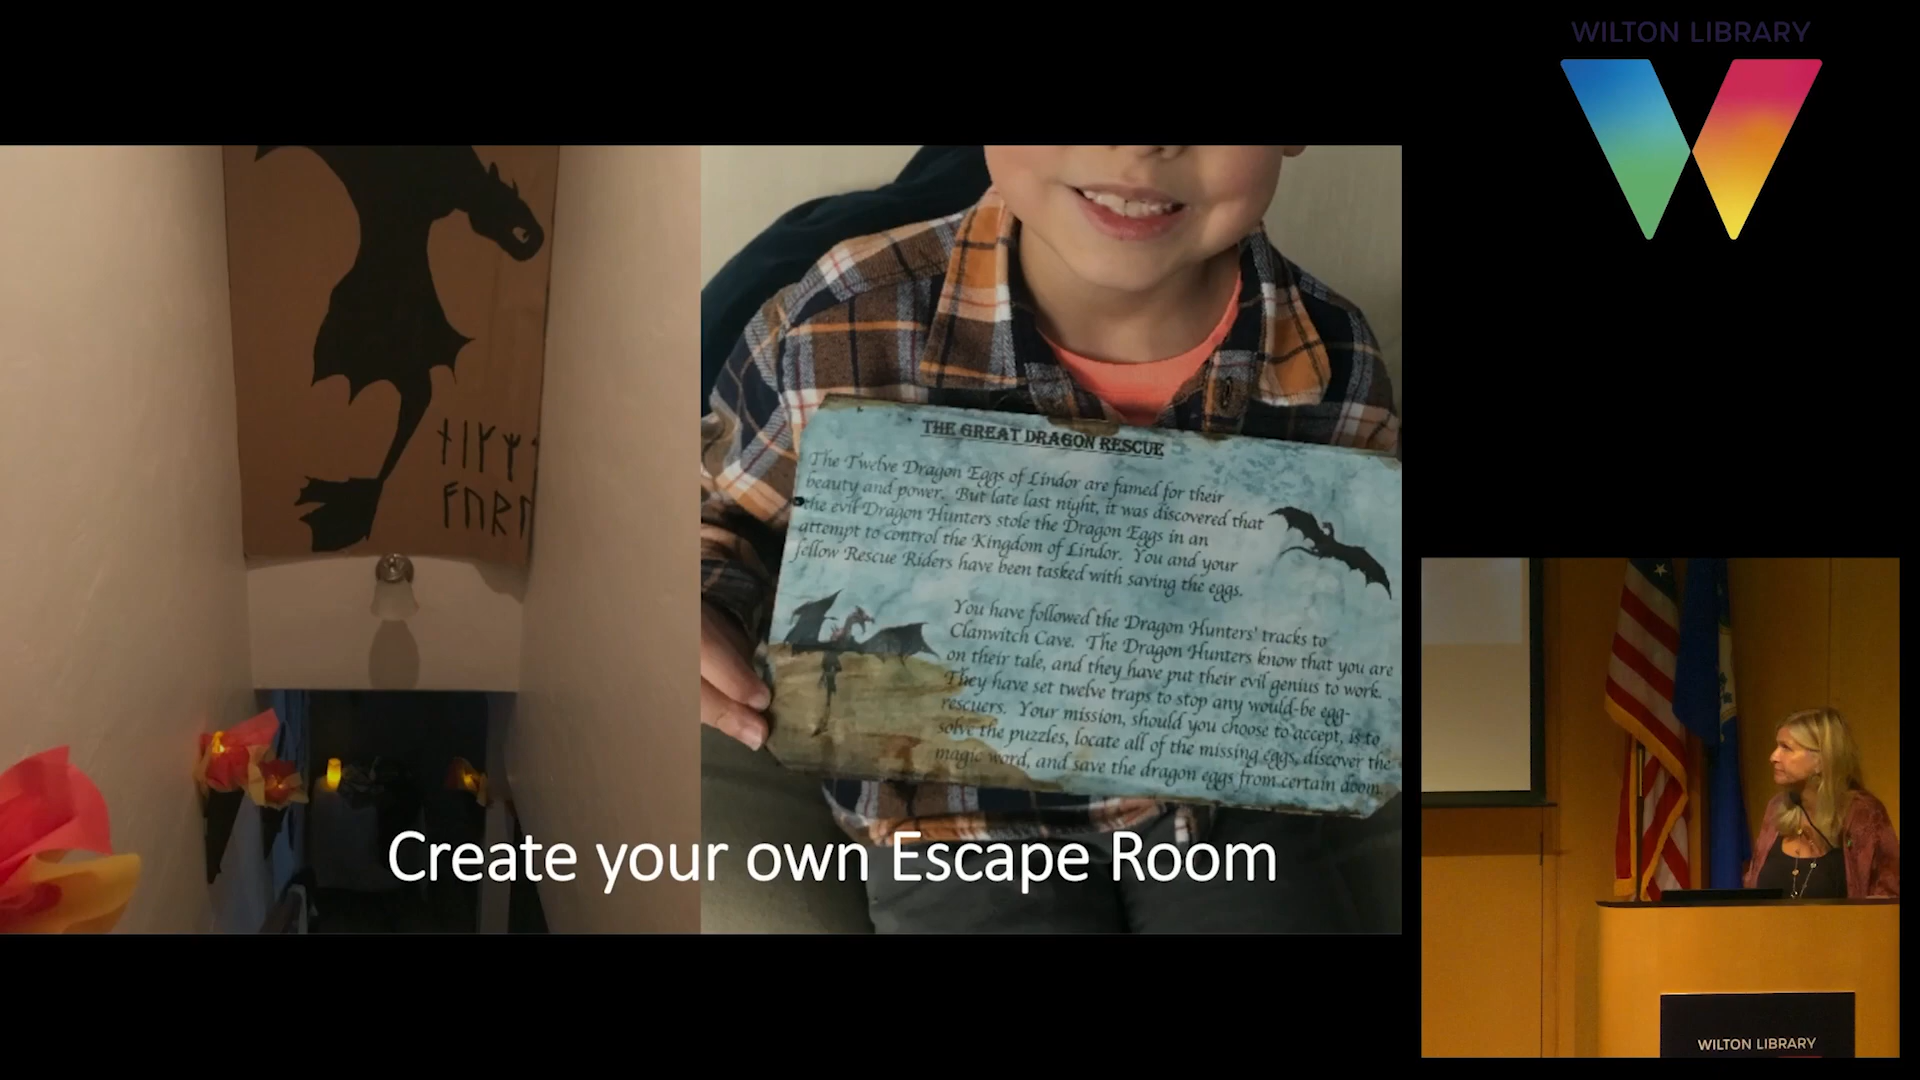 WILTON LIBRARY
THE GREAT DRAGON RESCUE
The Twelve Dragon Eggs of Lindor are famed for their
beauty and power. But late last night, it was discovered that
the evil Dragon Hunters stole the Dragon Eggs in an
attempt to control the Kingdom of Lindor. You and your
fellow Rescue Riders have been tasked with saving the eggs.
You have followed the Dragon Hunters' tracks to
Clanwitch Cave. The Dragon Hunters know that you are
on their tale, and they have put their evil genius to work.
They have set twelve traps to stop any would-be egg-
rescuers. Your mission, should you choose to accept, is to
solve the puzzles, locate all of the missing eggs, discover the
magic word, and save the dragon eggs from certain doom.
Create your own Escape Room
WILTON LIBRARY